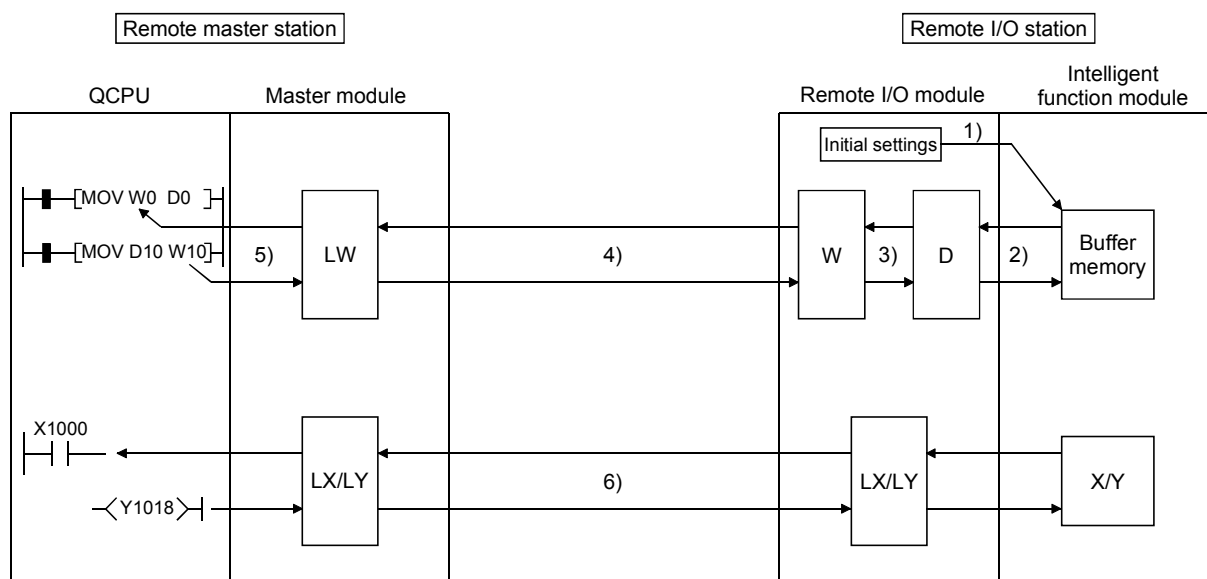 Remote master station
Remote I/O station
QCPU
Master module
Remote I/O module
Intelligent
function module
Initial settings
1)
[MOV W0 D0 ]
[MOV D10 W10]
5)
LW
4)
W
3)
D
2)
Buffer
memory
X1000
Y1018
LX/LY
6)
LX/LY
X/Y